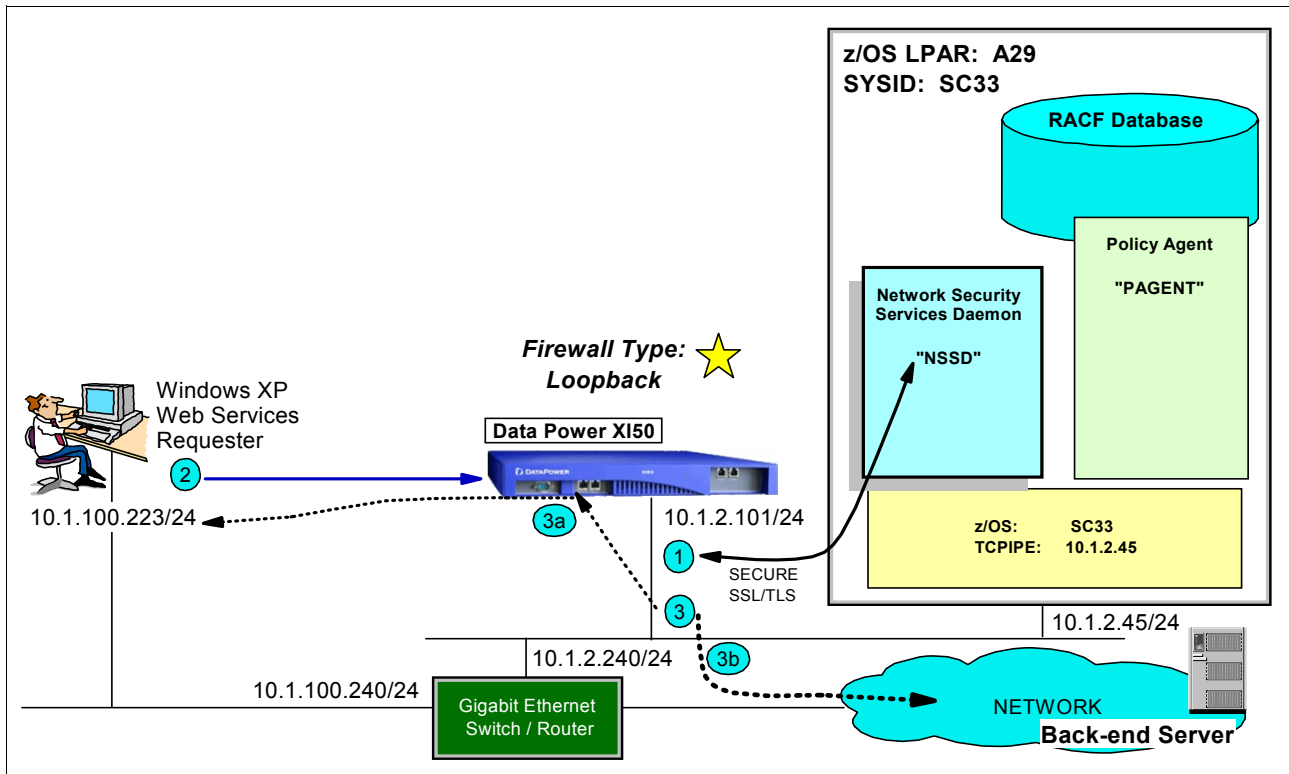 z/OS LPAR: A29
SYSID: SC33
RACF Database
Policy Agent
"PAGENT"
Network Security
Services Daemon
"NSSD"
Firewall Type:
Loopback
Windows XP
Web Services
Requester
2
Data Power XI50
DATAPOWER
10.1.100.223/24
3a
10.1.2.101/24
z/OS: SC33
TCPIPE: 10.1.2.45
1
SECURE
SSL/TLS
3
10.1.2.45/24
10.1.2.240/24
3b
10.1.100.240/24
Gigabit Ethernet
Switch / Router
NETWORK
Back-end Server